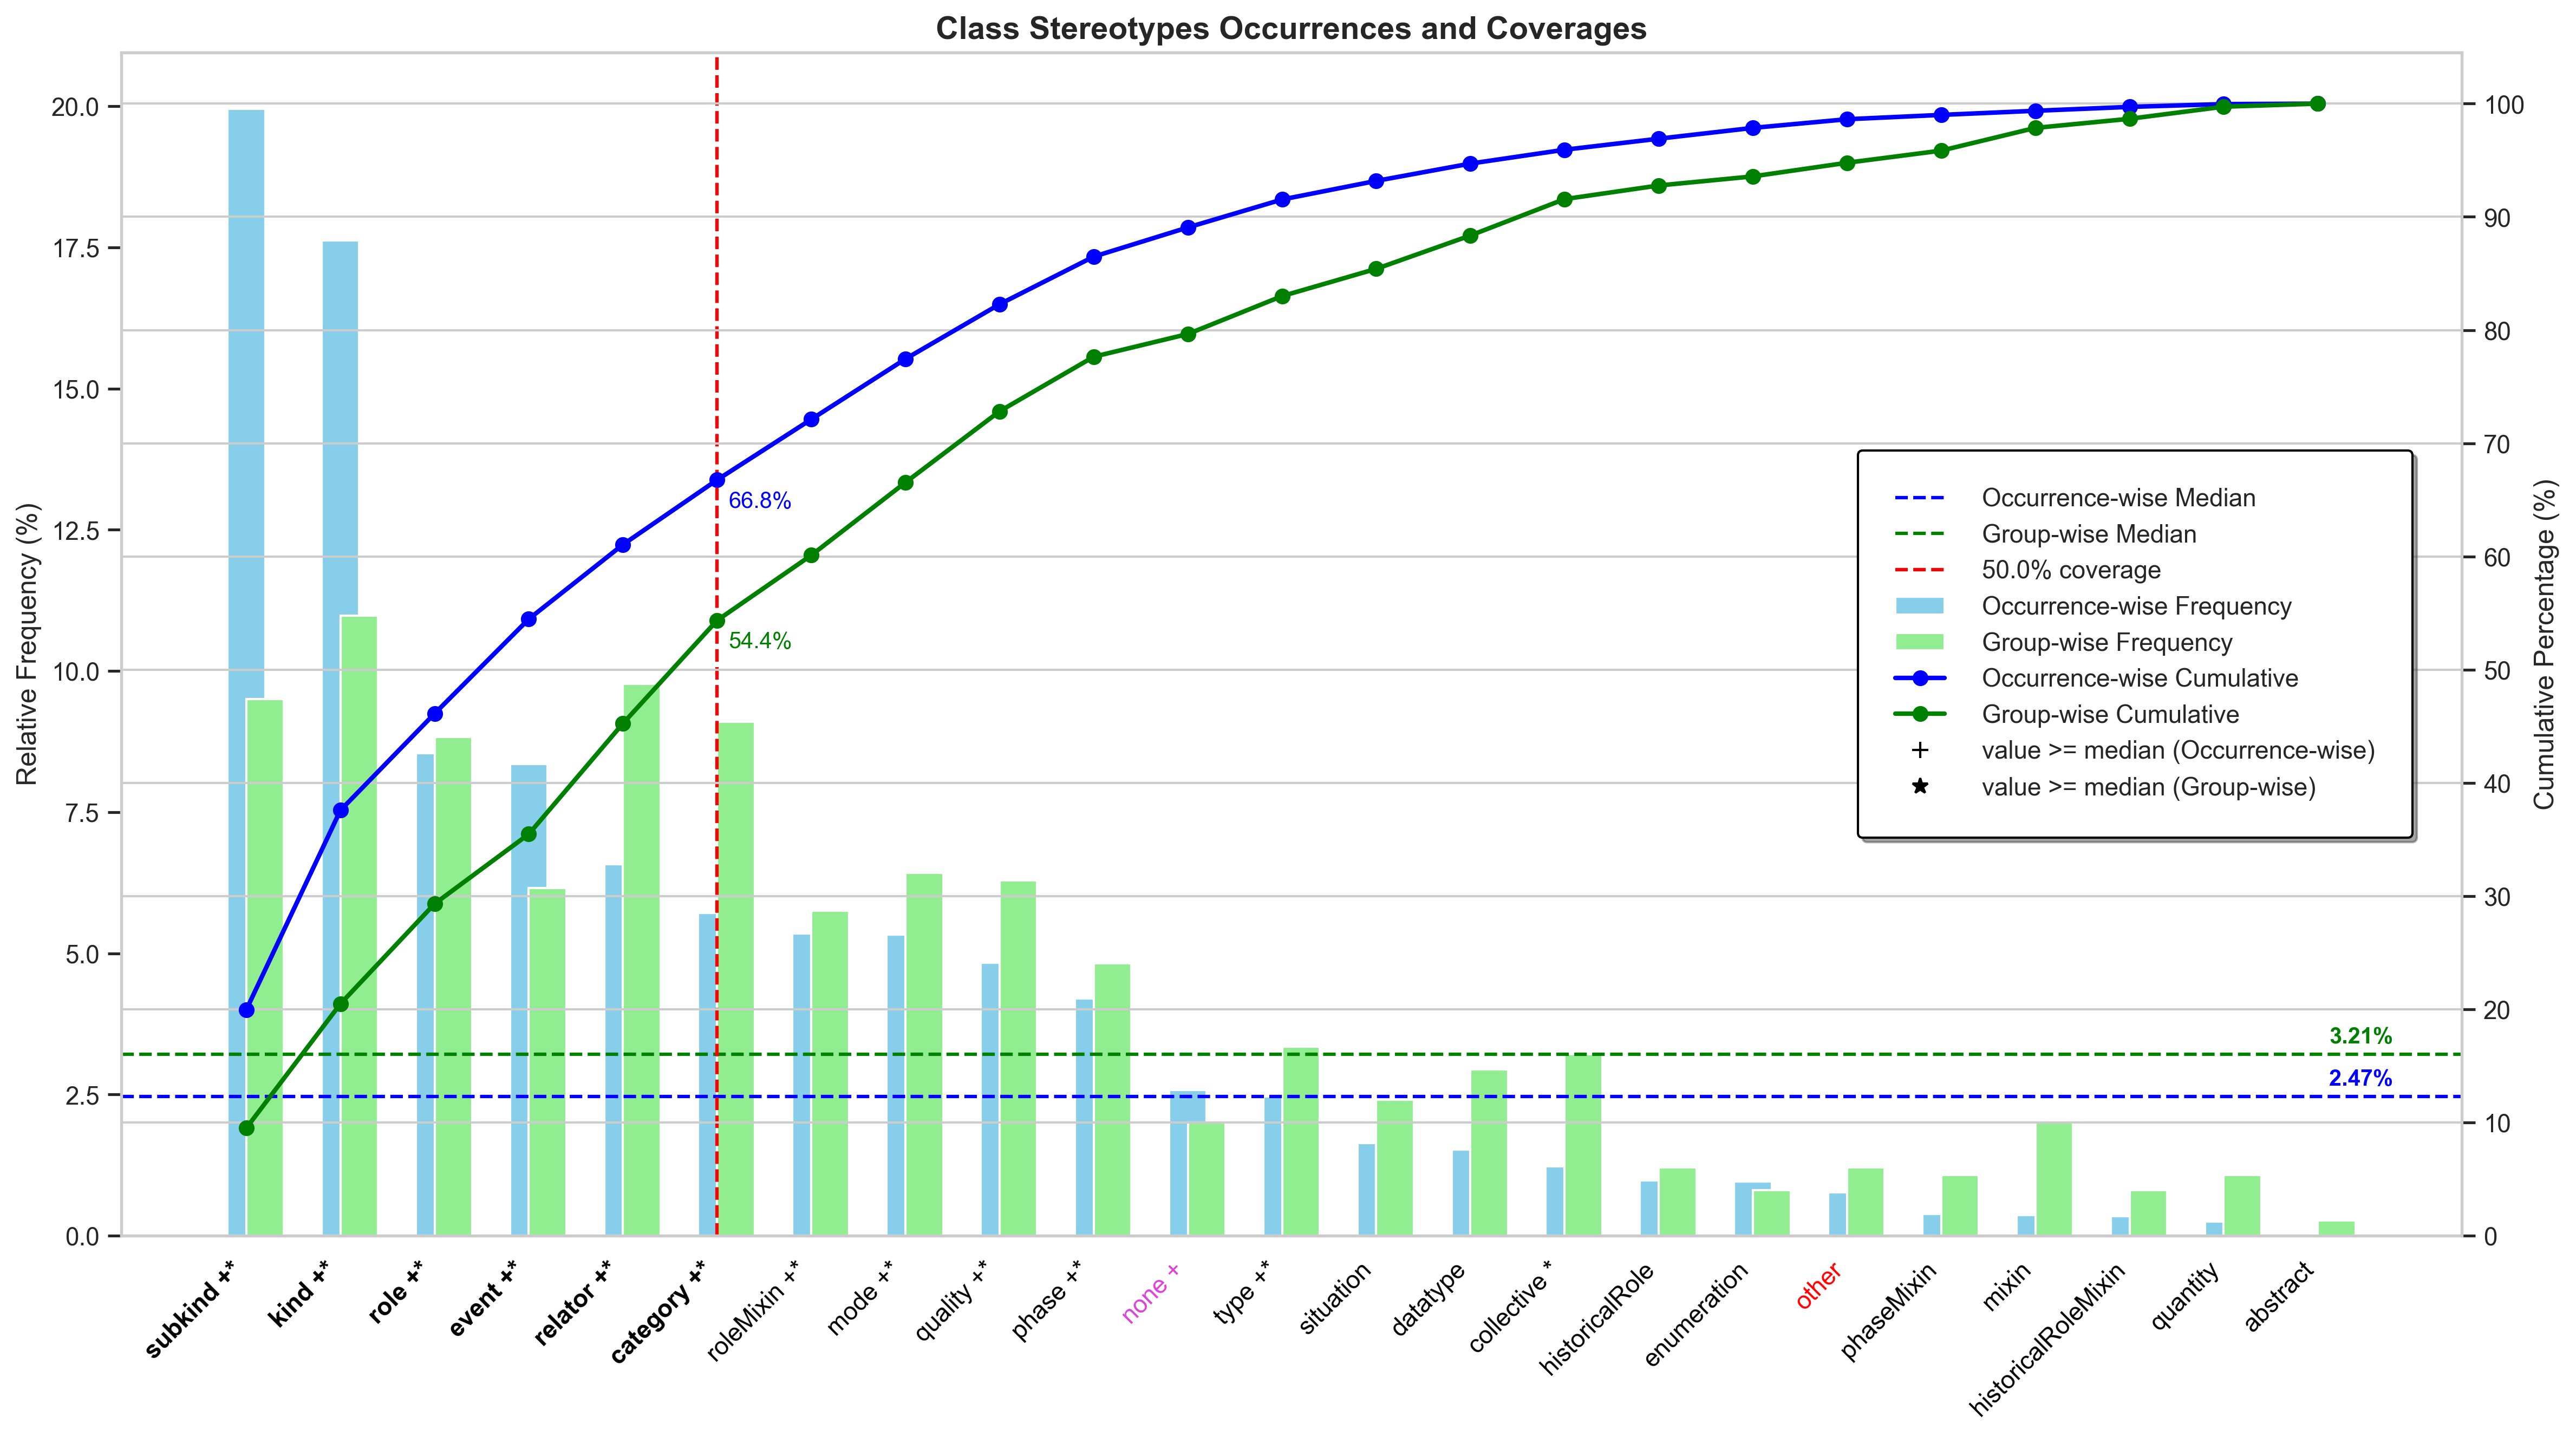 Class Stereotypes Occurrences and Coverages
Relative Frequency (%)
20.0
17.5
15.0
12.5
10.0
7.5
5.0
2.5
0.0
66.8%
54.4%
Occurrence-wise Median
Group-wise Median
50.0% coverage
Occurrence-wise Frequency
Group-wise Frequency
Occurrence-wise Cumulative
Group-wise Cumulative
value >= median (Occurrence-wise)
value >= median (Group-wise)
3.21%
2.47%
100
90
80
70
60
50
40
30
20
10
0
Cumulative Percentage (%)
subkind +*
kind +*
role +*
event +*
relator +*
category +*
roleMixin +*
mode +*
quality +*
phase +*
none +
type +*
situation
datatype
collective *
historicalRole
enumeration
other
phaseMixin
mixin
historicalRoleMixin
quantity
abstract